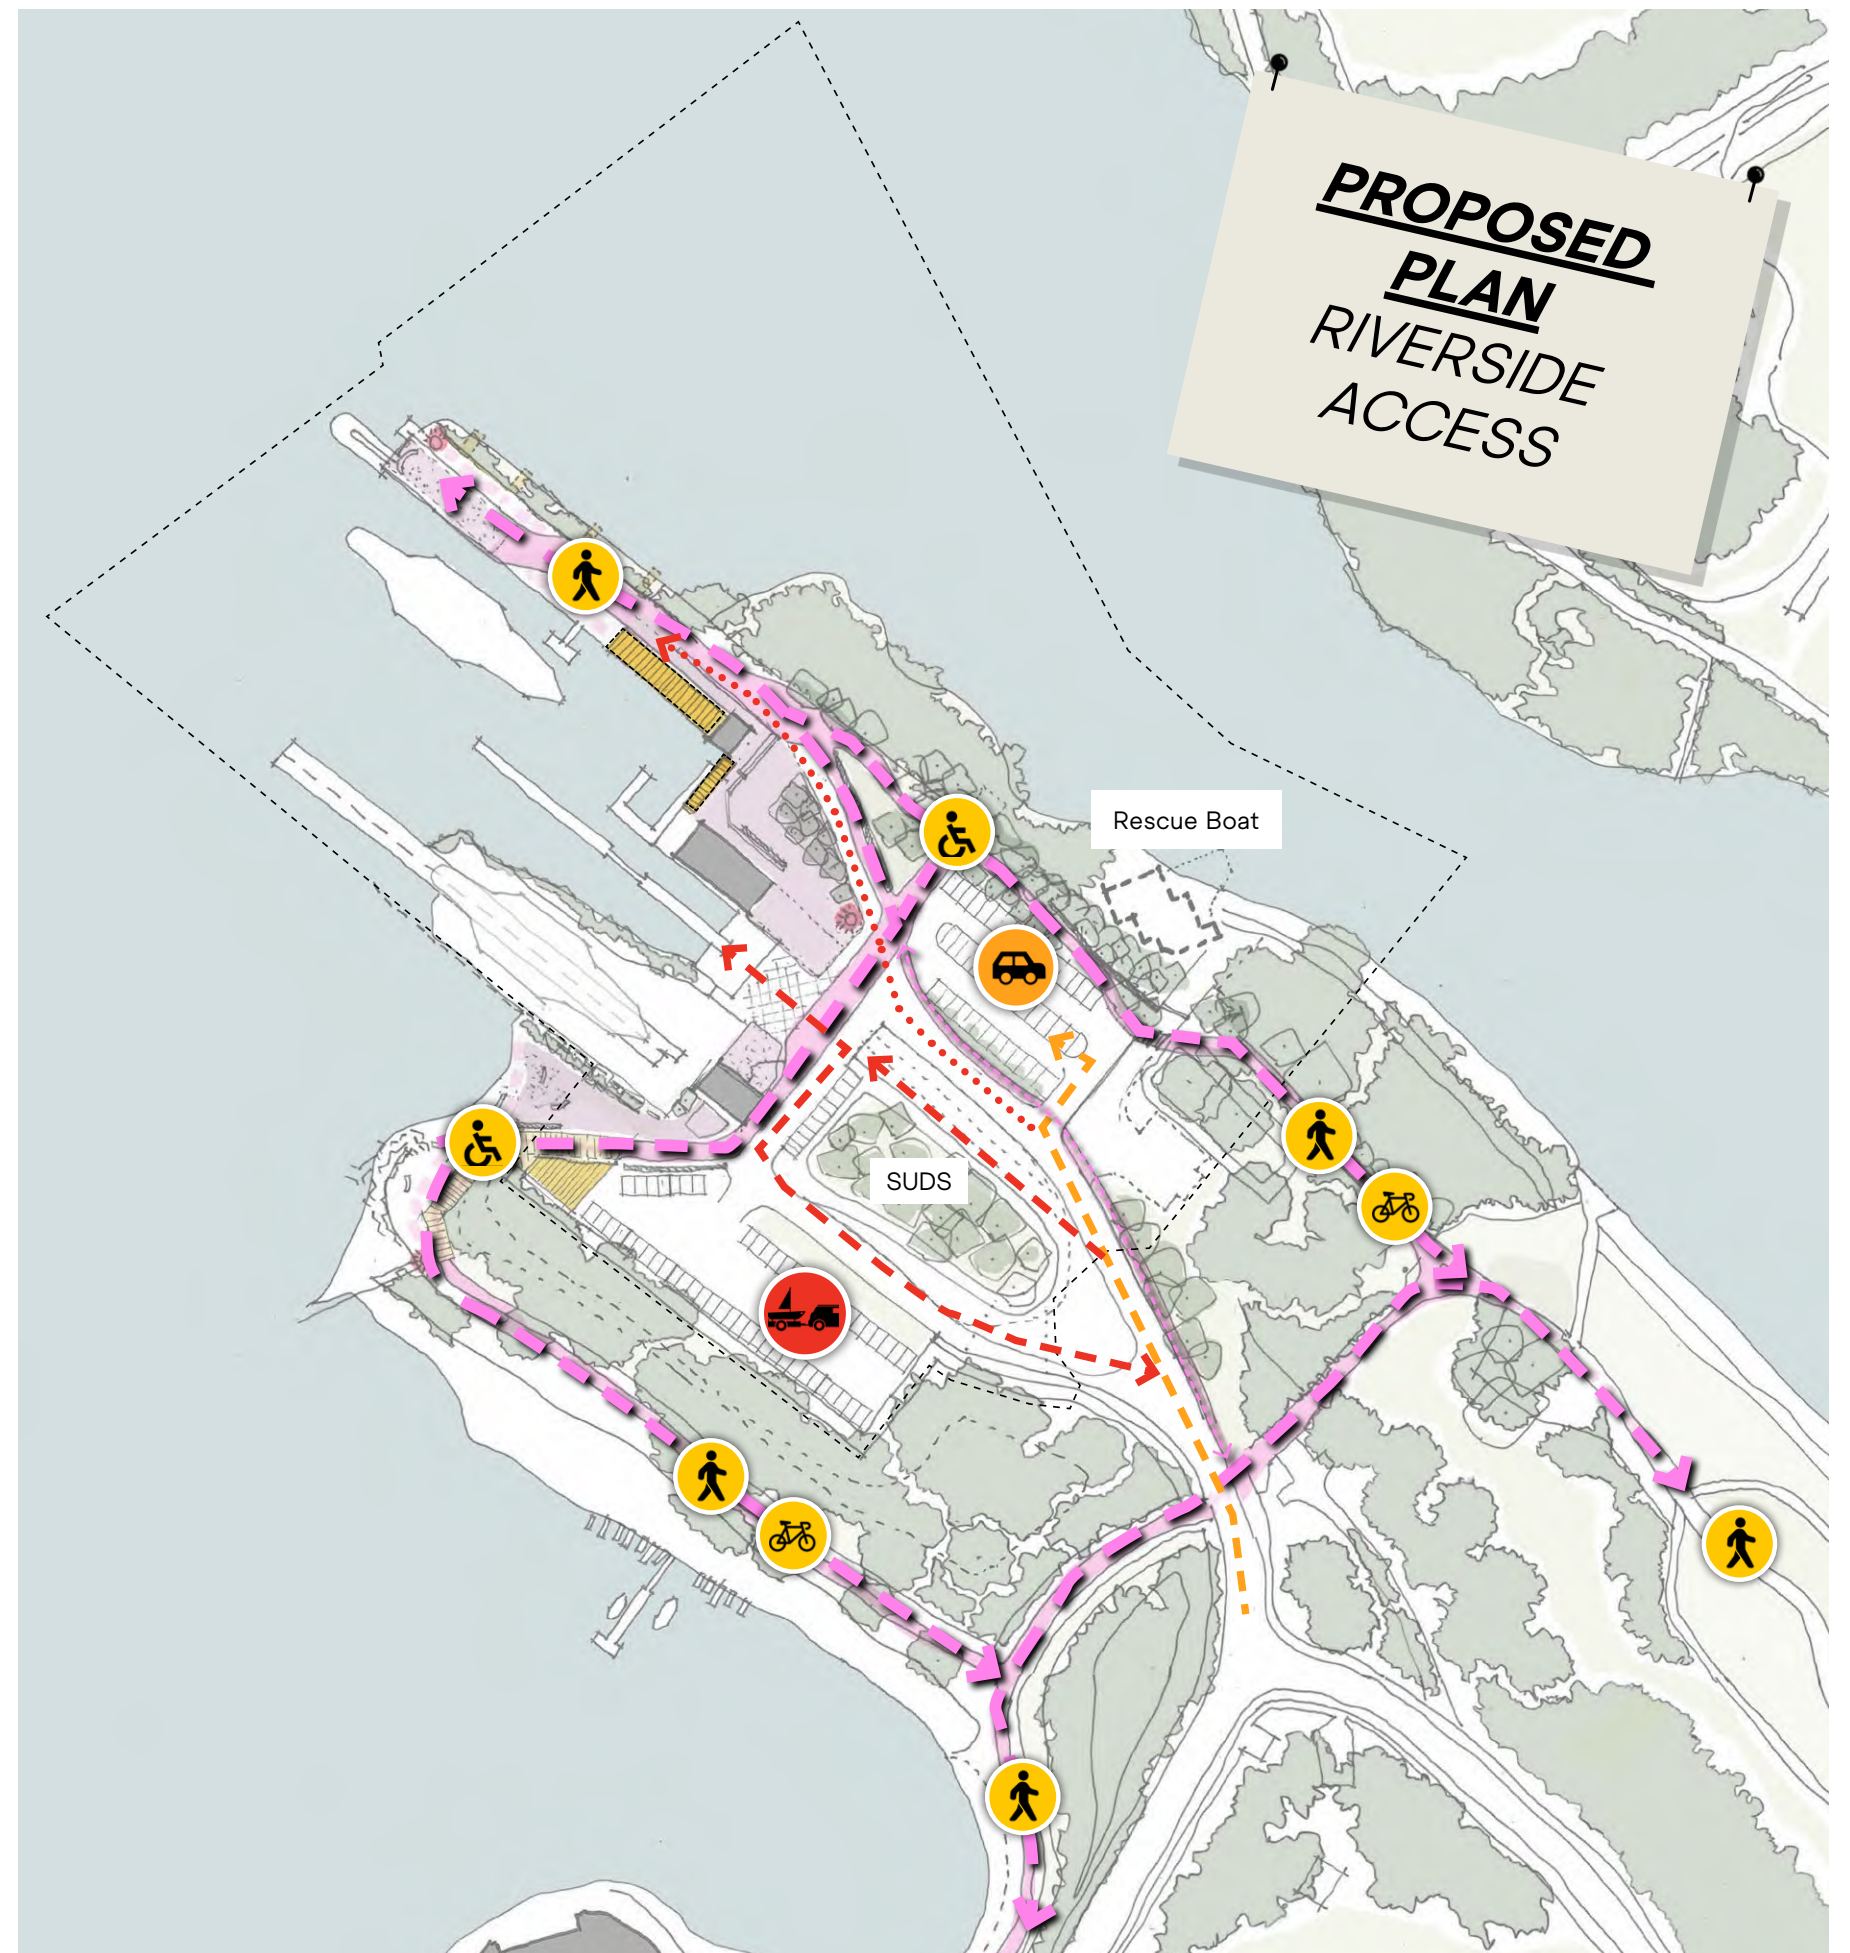 PROPOSED
PLAN
RIVERSIDE
ACCESS
Rescue Boat
SUDS